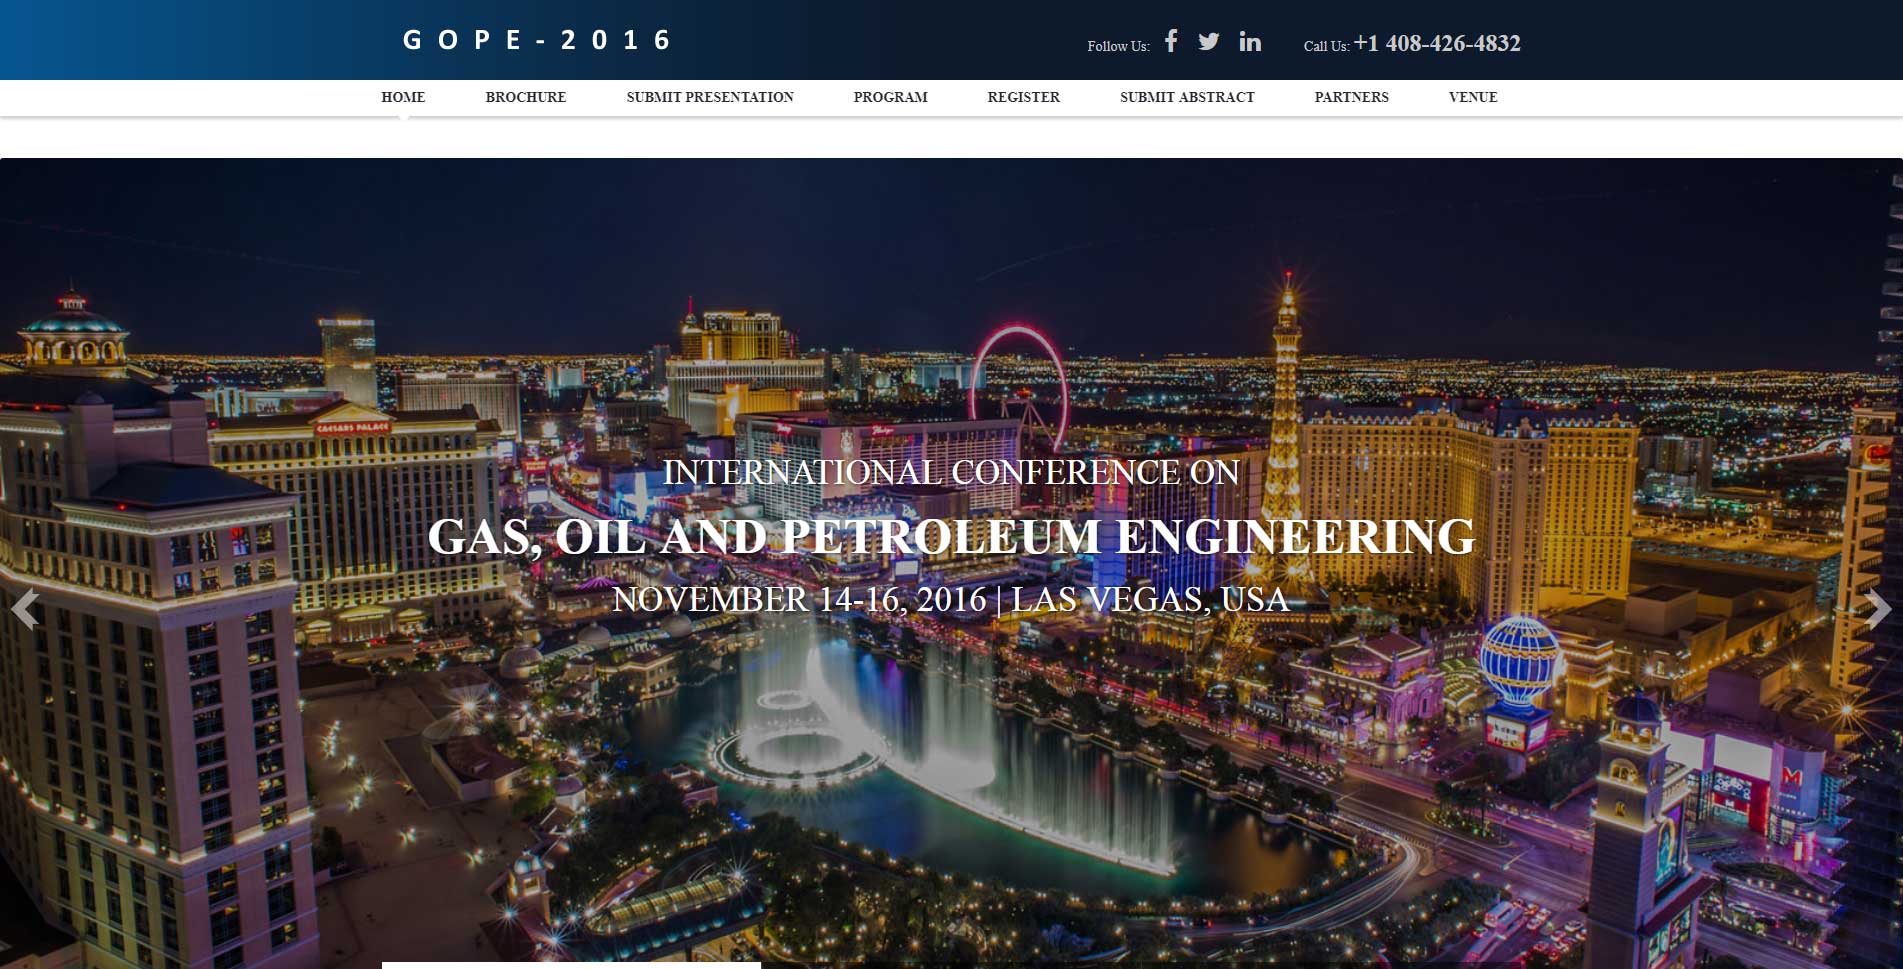 GOPE-2016
Follow Us:
Call Us: +1 408-426-4832
HOME BROCHURE SUBMIT PRESENTATION PROGRAM REGISTER SUBMIT ABSTRACT PARTNERS VENUE
CAESARS PALACE
Flamingo
INTERNATIONAL CONFERENCE ON
GAS, OIL AND PETROLEUM ENGINEERING
NOVEMBER 14-16, 2016 | LAS VEGAS, USA
M